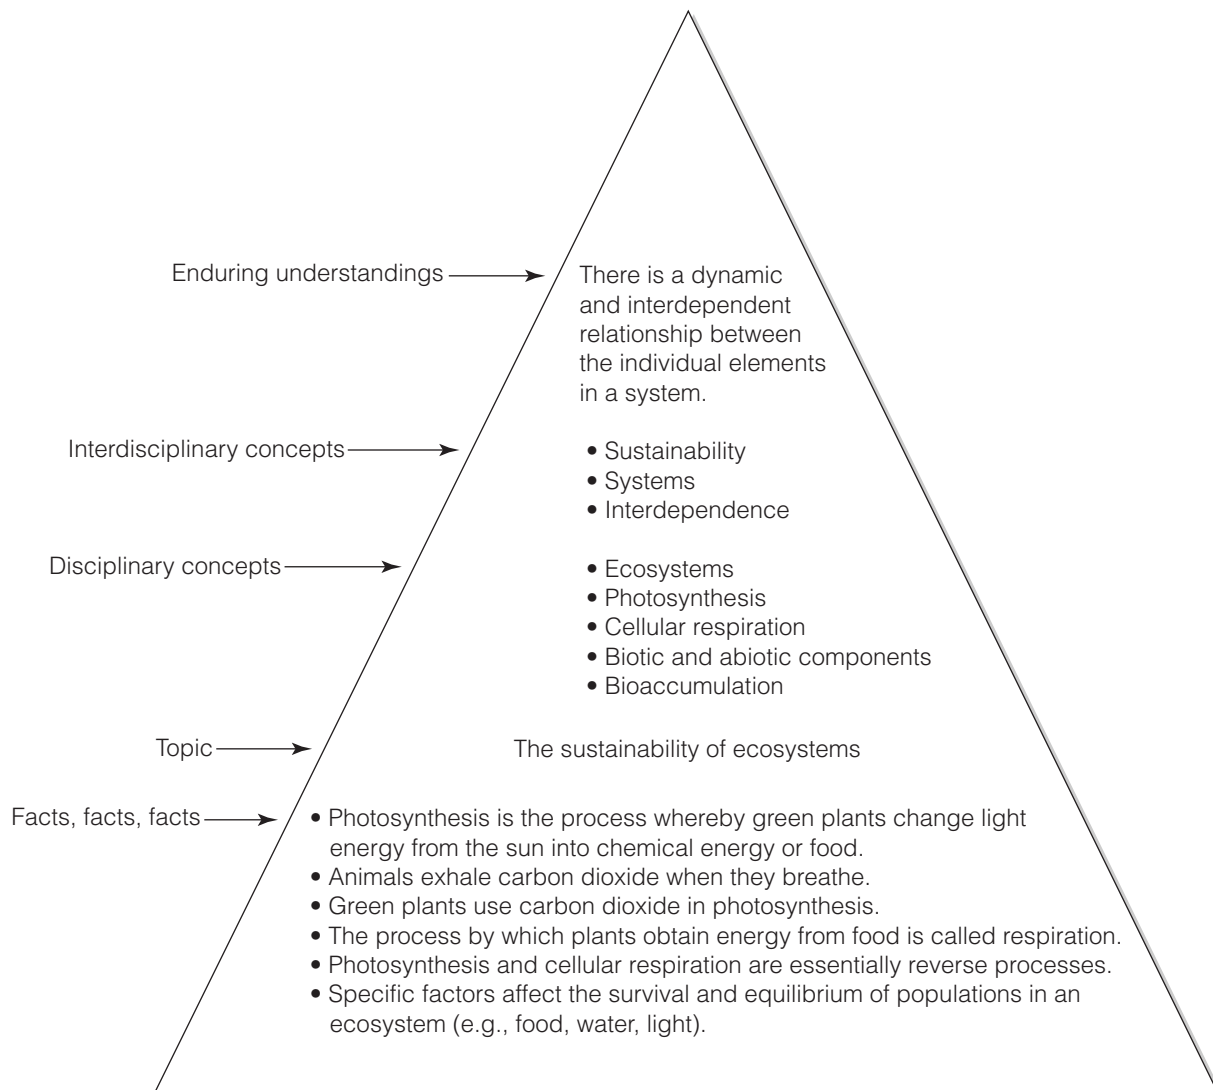 Enduring understandings
There is a dynamic
and interdependent
relationship between
the individual elements
in a system.
Interdisciplinary concepts
• Sustainability
• Systems
• Interdependence
Disciplinary concepts
• Ecosystems
• Photosynthesis
• Cellular respiration
• Biotic and abiotic components
• Bioaccumulation
Topic
The sustainability of ecosystems
Facts, facts, facts
• Photosynthesis is the process whereby green plants change light
energy from the sun into chemical energy or food.
• Animals exhale carbon dioxide when they breathe.
• Green plants use carbon dioxide in photosynthesis.
• The process by which plants obtain energy from food is called respiration.
• Photosynthesis and cellular respiration are essentially reverse processes.
• Specific factors affect the survival and equilibrium of populations in an
ecosystem (e.g., food, water, light).